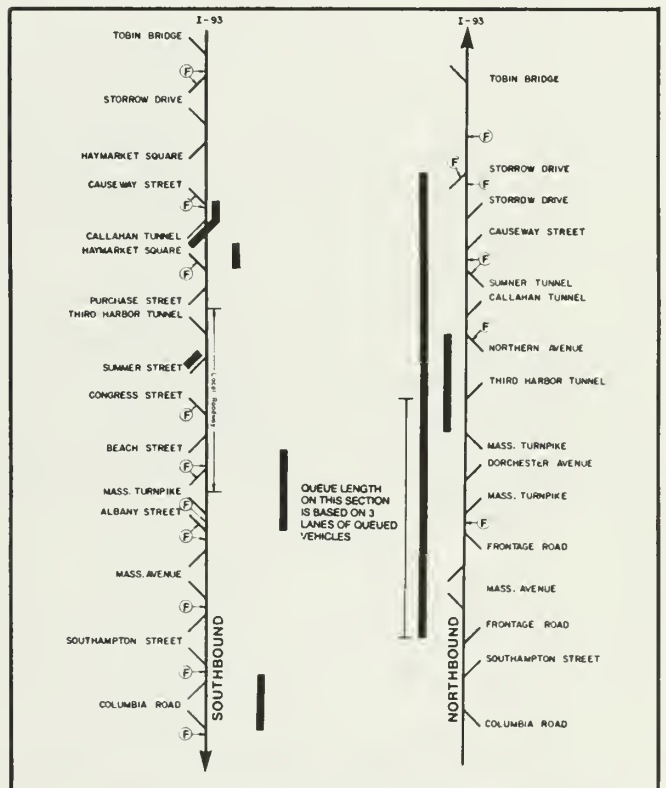 I-93
TOBIN BRIDGE
F
STORROW DRIVE
HAYMARKET SQUARE
CAUSEWAY STREET
F
CALLAHAN TUNNEL
HAYMARKET SQUARE
F
PURCHASE STREET
THIRD HARBOR TUNNEL
SUMMER STREET
Local Roadway
CONGRESS STREET
F
BEACH STREET
F
MASS. TURNPIKE
F
ALBANY STREET
F
MASS. AVENUE
F
SOUTHAMPTON STREET
F
COLUMBIA ROAD
F
SOUTHBOUND
QUEUE LENGTH
ON THIS SECTION
IS BASED ON 3
LANES OF QUEUED
VEHICLES
I-93
TOBIN BRIDGE
F
F
STORROW DRIVE
F
STORROW DRIVE
CAUSEWAY STREET
F
SUMNER TUNNEL
CALLAHAN TUNNEL
F
NORTHERN AVENUE
THIRD HARBOR TUNNEL
MASS. TURNPIKE
DORCHESTER AVENUE
MASS. TURNPIKE
F
FRONTAGE ROAD
MASS. AVENUE
FRONTAGE ROAD
SOUTHAMPTON STREET
COLUMBIA ROAD
NORTHBOUND